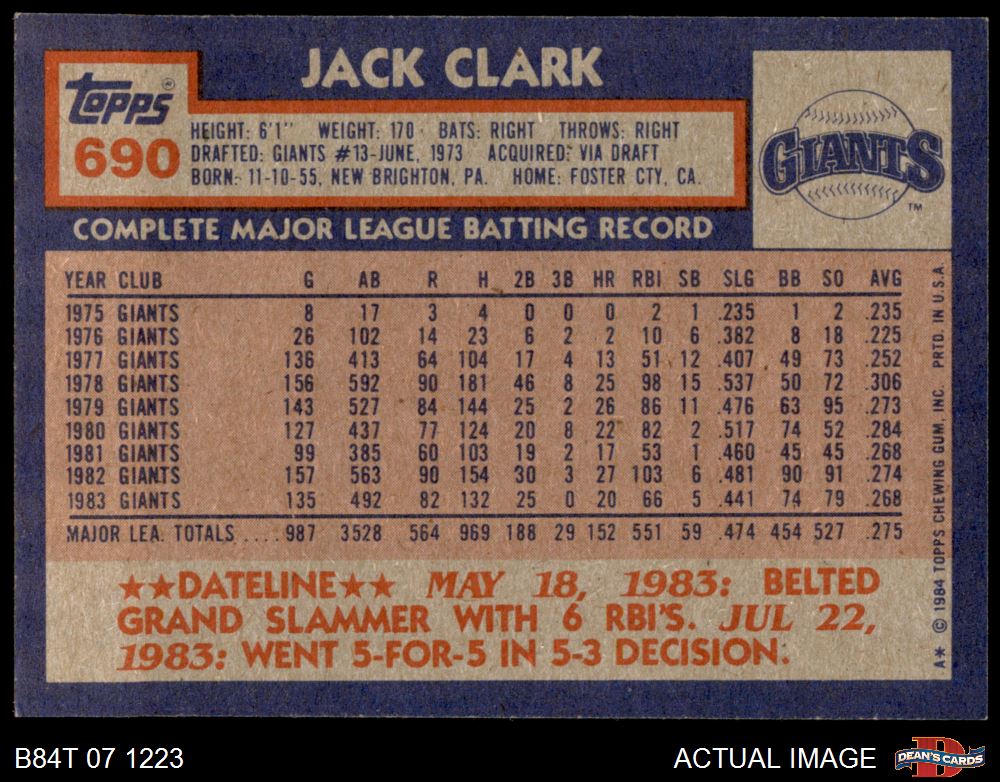 JACK CLARK
Topps®
690
HEIGHT: 6'1" WEIGHT: 170 BATS: RIGHT THROWS: RIGHT
DRAFTED: GIANTS #13-JUNE, 1973 ACQUIRED: VIA DRAFT
BORN: 11-10-55, NEW BRIGHTON, PA. HOME: FOSTER CTY, CA.
GIANTS
TM
COMPLETE MAJOR LEAGUE BATTING RECORD
YEAR CLUB G AB R H 2B 3B HR RBI SB SLG BB SO AVG
1975 GIANTS 8 17 3 4 0 0 0 2 1 .235 1 2 .235
1976 GIANTS 26 102 14 23 6 2 2 10 6 .382 8 18 .225
1977 GIANTS 136 413 64 104 17 4 13 51 12 .407 49 73 .252
1978 GIANTS 156 592 90 181 46 8 25 98 15 .537 50 72 .306
1979 GIANTS 143 527 84 144 25 2 26 86 11 .476 63 95 .273
1980 GIANTS 127 437 77 124 20 8 22 82 2 .517 74 52 .284
1981 GIANTS 99 385 60 103 19 2 17 53 1 .460 45 45 .268
1982 GIANTS 157 563 90 154 30 3 27 103 6 .481 90 91 .274
1983 GIANTS 135 492 82 132 25 0 20 66 5 .441 74 79 .268
MAJOR LEA. TOTALS ....987 3528 564 969 188 29 152 551 59 .474 454 527 .275
★★DATELINE★★ MAY 18, 1983: BELTED
GRAND SLAMMER WITH 6 RBI'S. JUL 22,
1983: WENT 5-FOR-5 IN 5-3 DECISION.
A* © 1984 TOPPS CHEWING GUM, INC. PRTD. IN U.S.A.
B84T 07 1223
ACTUAL IMAGE
D
DEAN'S CARDS